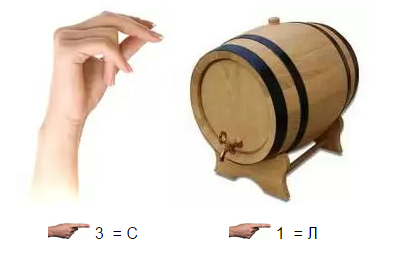 3 = С
1 = Л